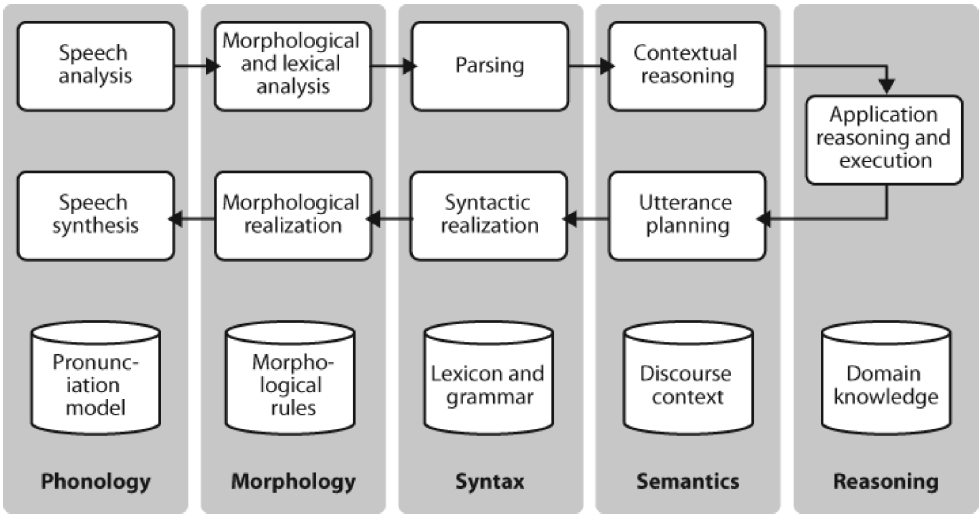 Speech
analysis
Morphological
and lexical
analysis
Parsing
Contextual
reasoning
Application
reasoning and
execution
Speech
synthesis
Morphological
realization
Syntactic
realization
Utterance
planning
Pronunc-
iation
model
Morpho-
logical
rules
Lexicon and
grammar
Discourse
context
Domain
knowledge
Phonology
Morphology
Syntax
Semantics
Reasoning